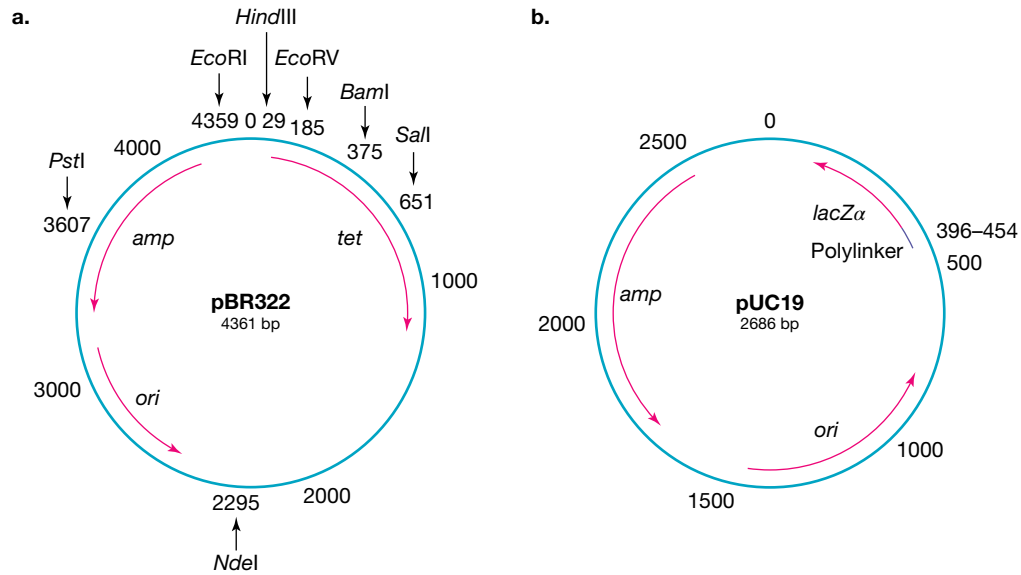 a.
HindIII
EcoRI
EcoRV
BamI
SalI
PstI
4359 0 29 185
375
651
4000
3607
amp
tet
1000
pBR322
4361 bp
3000
ori
2000
2295
NdeI
b.
0
2500
lacZα
Polylinker
396–454
500
amp
pUC19
2686 bp
2000
ori
1000
1500